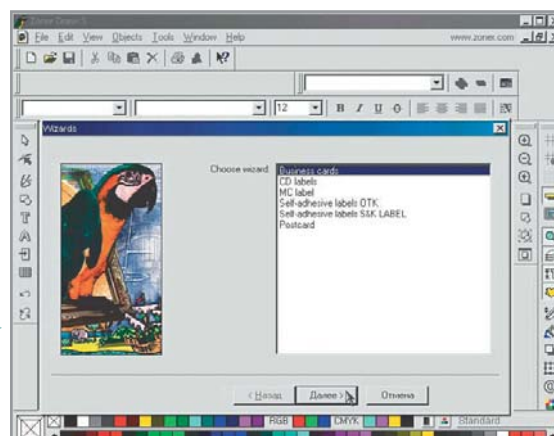 Zoner Draw 5
File Edit View Objects Tools Window Help www.zoner.com
12 B I U
Wizards
Choose wizard:
Business cards
CD labels
MC label
Self-adhesive labels OTK
Self-adhesive labels S&K LABEL
Postcard
< Назад Далее > Отмена
RGB CMYK Standard